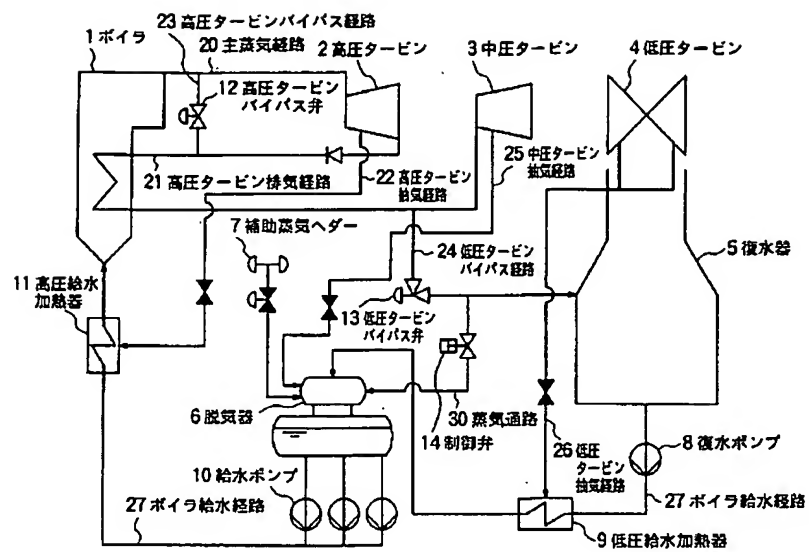 23 高圧タービンバイパス経路
1 ボイラ
20 主蒸気経路
2 高圧タービン
3 中圧タービン
4 低圧タービン
12 高圧タービン
バイパス弁
25 中圧タービン
抽気経路
21 高圧タービン排気経路
22 高圧タービン
抽気経路
7 補助蒸気ヘダー
24 低圧タービン
バイパス経路
5 復水器
11 高圧給水
加熱器
13 低圧タービン
バイパス弁
6 脱気器
30 蒸気通路
14 制御弁
26 低圧
タービン
抽気経路
8 復水ポンプ
10 給水ポンプ
27 ボイラ給水経路
27 ボイラ給水経路
9 低圧給水加熱器